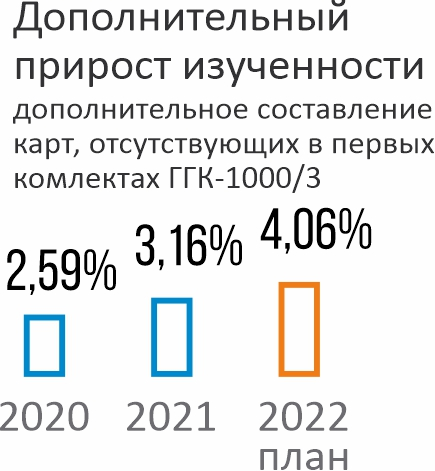 Дополнительный
прирост изученности
дополнительное составление
карт, отсутствующих в первых
комлектах ГГК-1000/3
2,59%
3,16%
4,06%
2020
2021
2022
план